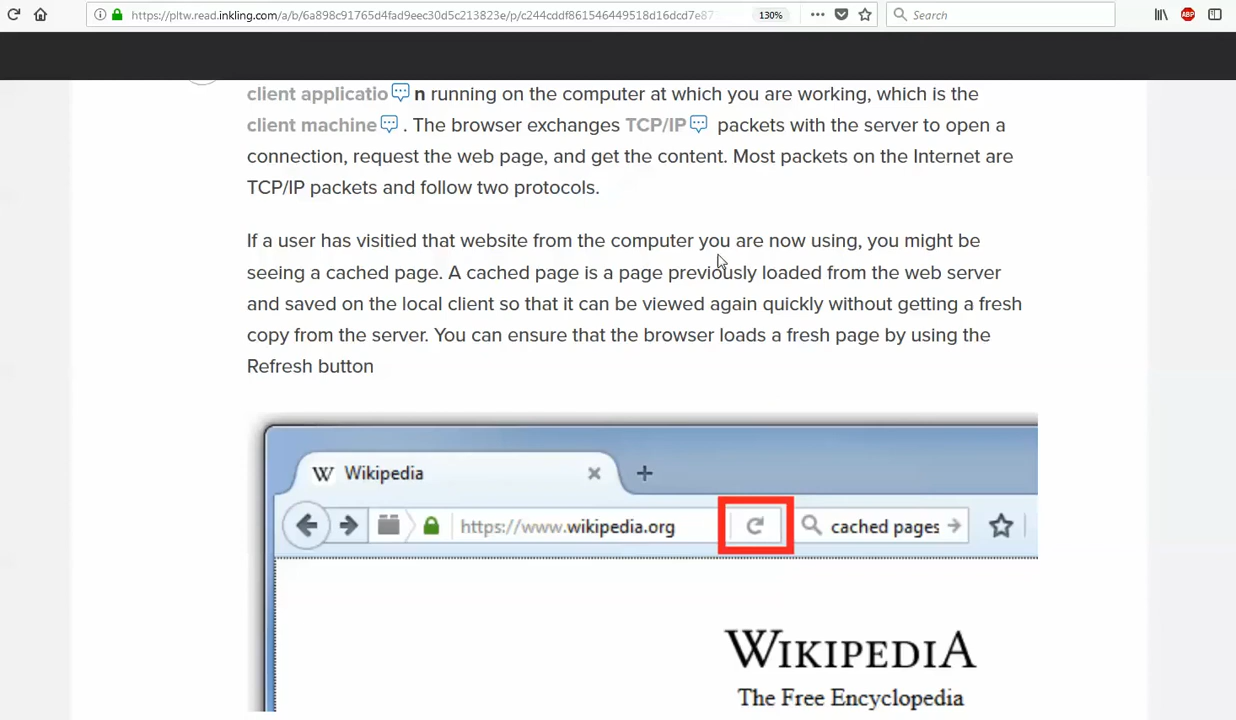 https://pltw.read.inkling.com/a/b/6a898c91765d4fad9eec30d5c213823e/p/c244cddf861546449518d16dcd7e87 130% Search ABP
client application running on the computer at which you are working, which is the
client machine . The browser exchanges TCP/IP packets with the server to open a
connection, request the web page, and get the content. Most packets on the Internet are
TCP/IP packets and follow two protocols.
If a user has visitied that website from the computer you are now using, you might be
seeing a cached page. A cached page is a page previously loaded from the web server
and saved on the local client so that it can be viewed again quickly without getting a fresh
copy from the server. You can ensure that the browser loads a fresh page by using the
Refresh button
W Wikipedia
https://www.wikipedia.org cached pages
WIKIPEDIA
The Free Encyclopedia